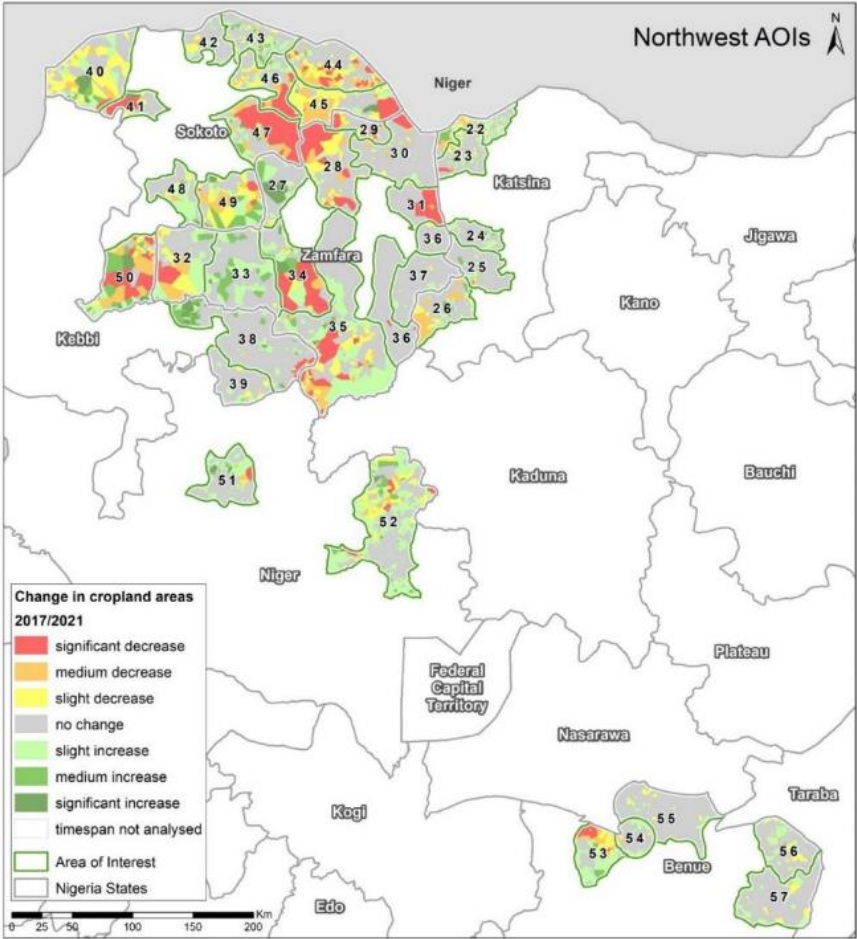 Northwest AOIs
N
42
43
40
44
46
Niger
41
45
Sokoto
47
29
22
28
30
23
48
27
Katsina
49
31
36
24
Jigawa
Zamfara
32
33
34
37
25
50
26
Kano
Kebbi
35
38
36
39
51
Kaduna
Bauchi
52
Niger
Change in cropland areas
2017/2021
significant decrease
medium decrease
slight decrease
no change
slight increase
medium increase
significant increase
timespan not analysed
Area of Interest
Nigeria States
Km
0 25 50 100 150 200
Plateau
Federal
Capital
Territory
Nasarawa
Taraba
Kogi
55
54
53
56
Benue
57
Edo